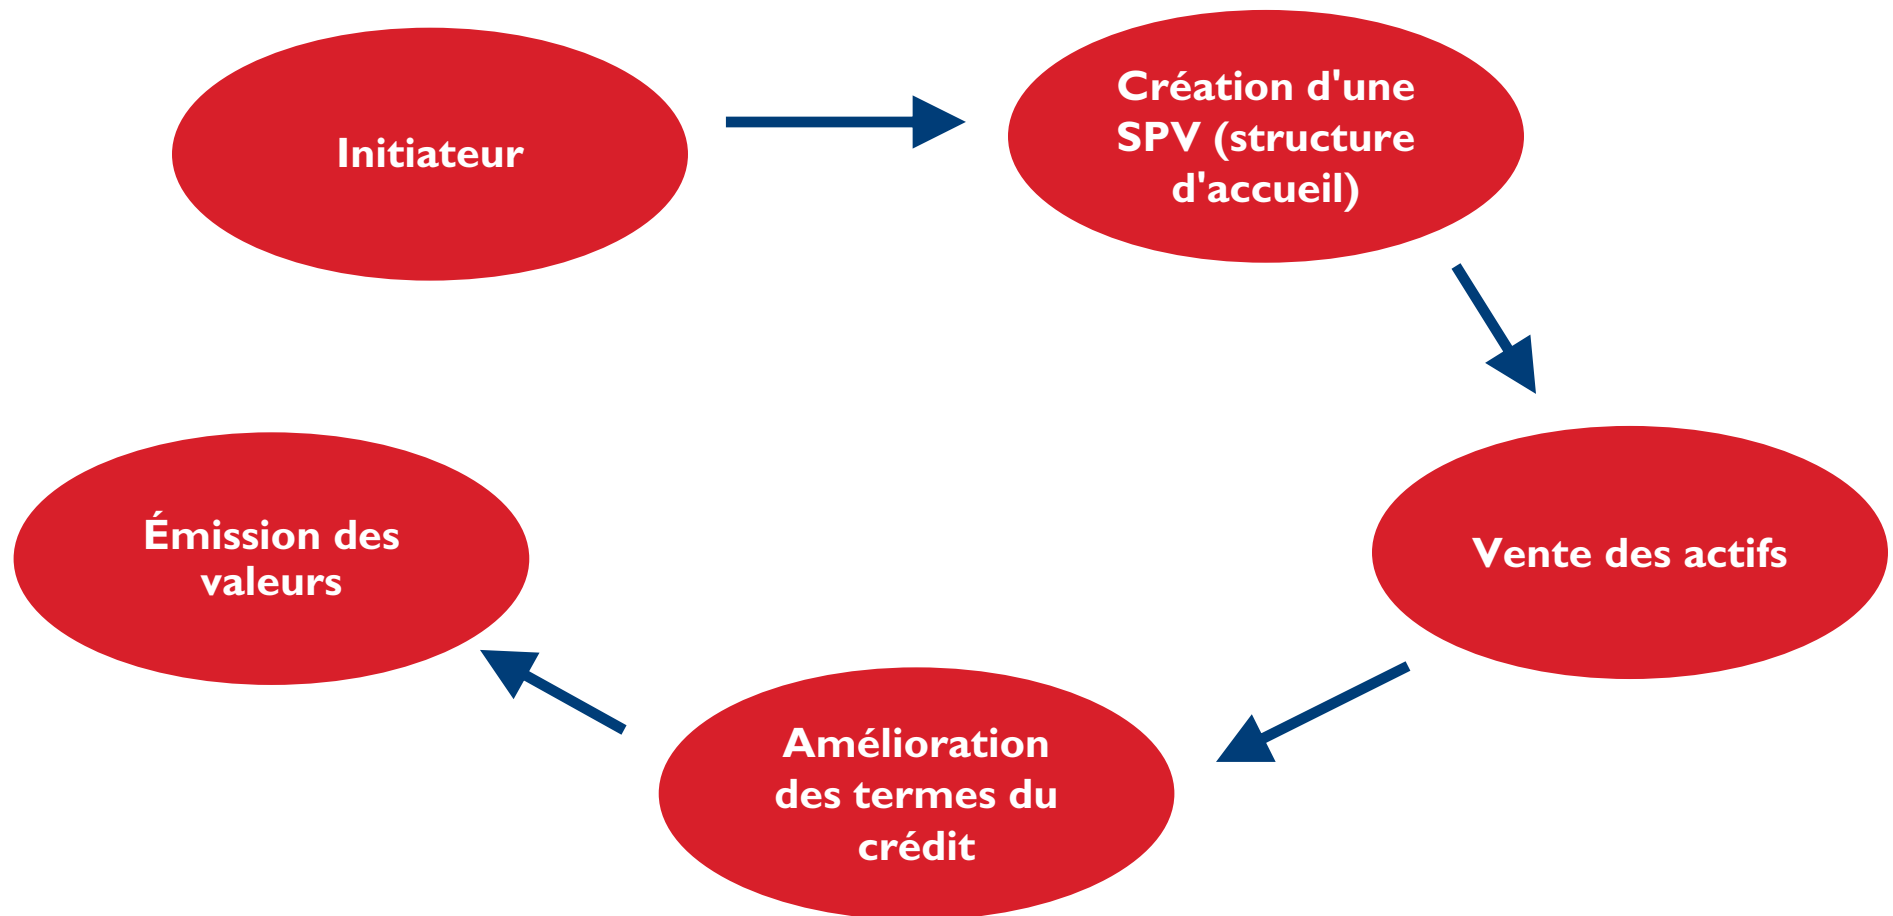 Initiateur
Création d'une
SPV (structure
d'accueil)
Vente des actifs
Amélioration
des termes du
crédit
Émission des
valeurs